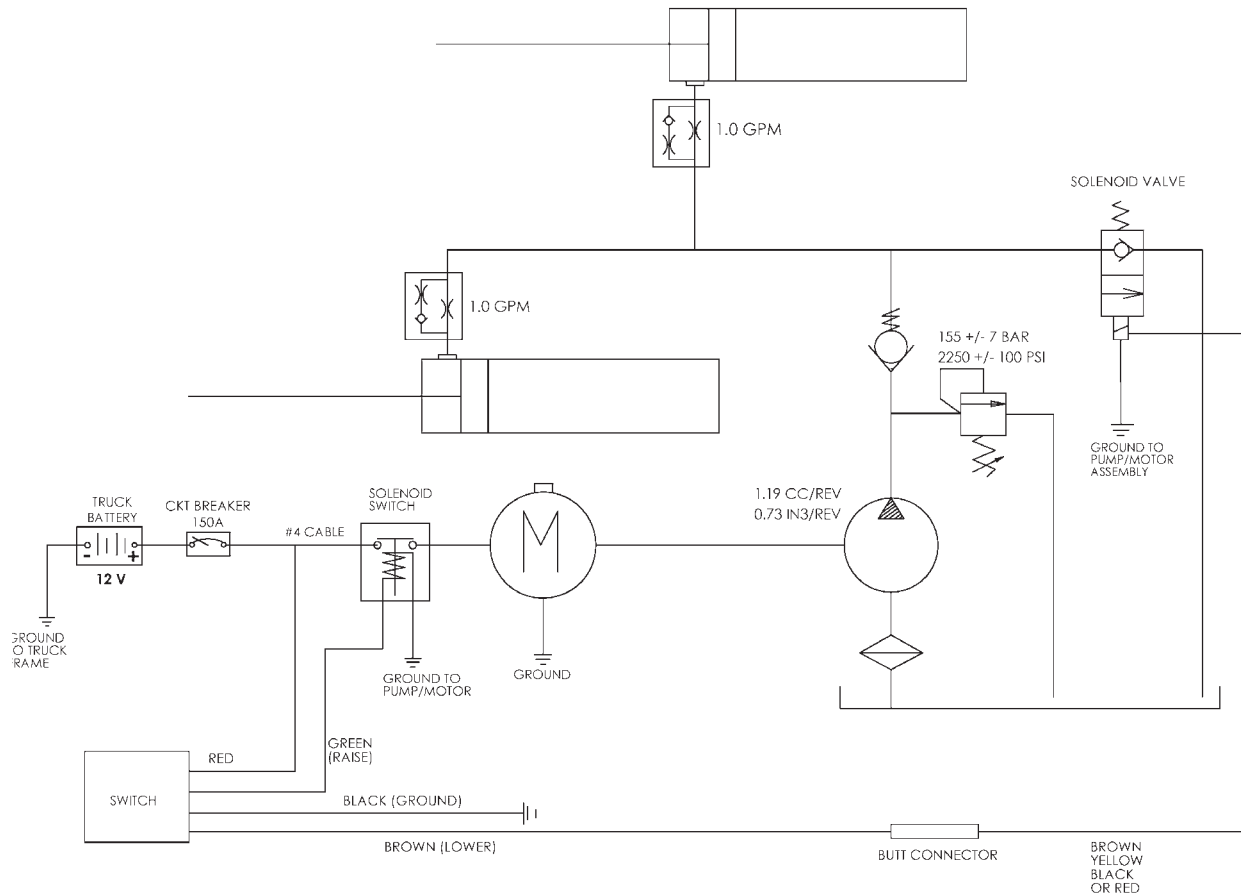 1.0 GPM
SOLENOID VALVE
1.0 GPM
155 +/- 7 BAR
2250 +/- 100 PSI
GROUND TO
PUMP/MOTOR
ASSEMBLY
TRUCK
BATTERY
CKT BREAKER
150A
SOLENOID
SWITCH
1.19 CC/REV
0.73 IN3/REV
#4 CABLE
M
- +
12 V
GROUND
O TRUCK
RAME
GROUND TO
PUMP/MOTOR
GROUND
GREEN
(RAISE)
RED
SWITCH
BLACK (GROUND)
BROWN (LOWER)
BUTT CONNECTOR
BROWN
YELLOW
BLACK
OR RED